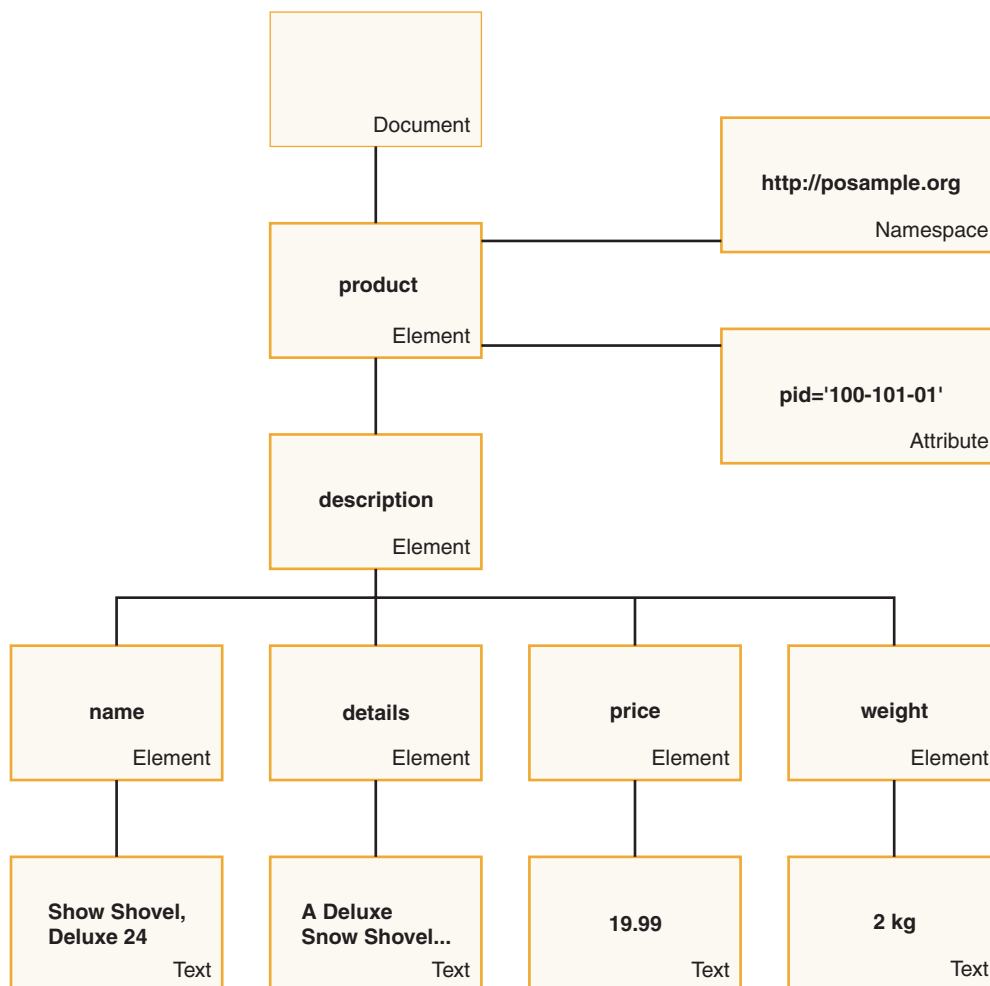 Document
http://posample.org
Namespace
product
Element
pid='100-101-01'
Attribute
description
Element
name
Element
details
Element
price
Element
weight
Element
Show Shovel,
Deluxe 24
Text
A Deluxe
Snow Shovel...
Text
19.99
Text
2 kg
Text